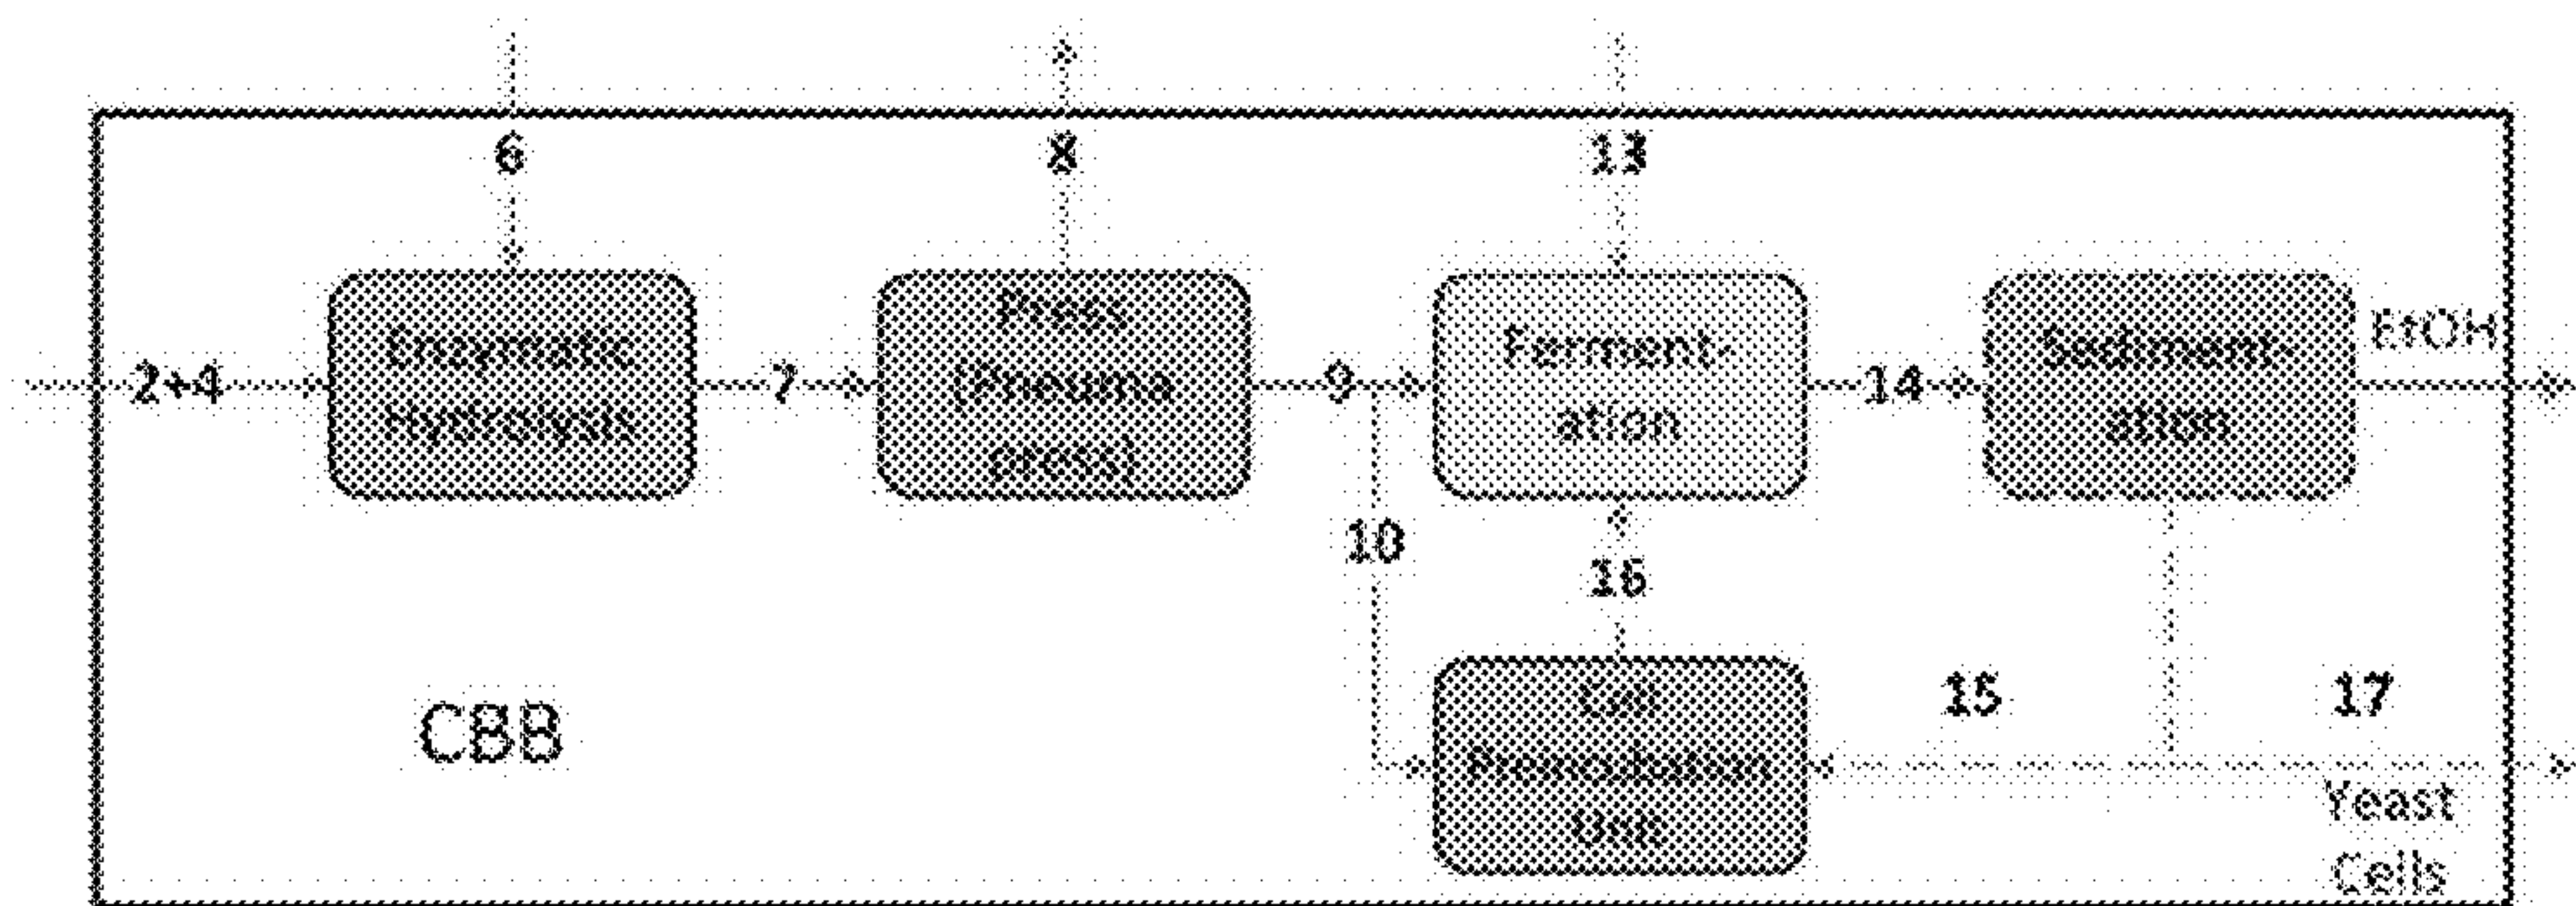 6
8
13
Enzymatic
Hydrolysis
Press
(Pneuma
press)
Ferment-
ation
Sediment-
ation
EtOH
2+4
7
9
14
10
16
15
17
CBB
Cell
Unit
Yeast
Cells